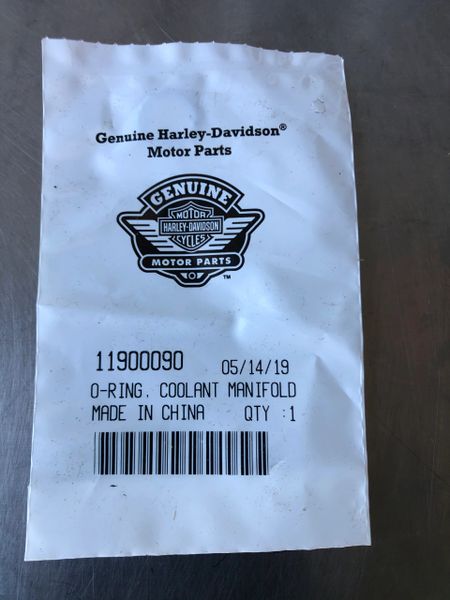 Genuine Harley-Davidson®
Motor Parts
GENUINE
MOTOR
HARLEY-DAVIDSON
CYCLES
MOTOR PARTS
™
11900090 05/14/19
O-RING, COOLANT MANIFOLD
MADE IN CHINA QTY :1